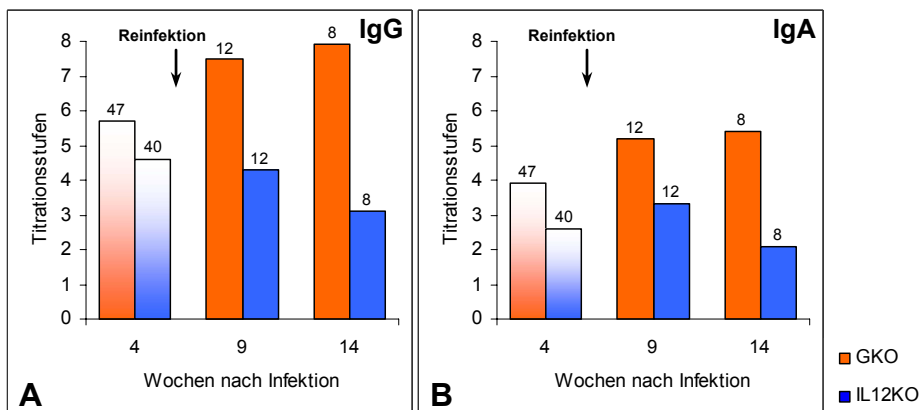 IgG
Reinfektion
8
7
6
5
4
3
2
1
0
Titrationsstufen
47
40
12
12
8
8
4 9 14
Wochen nach Infektion
A
IgA
Reinfektion
8
7
6
5
4
3
2
1
0
Titrationsstufen
47
40
12
12
8
8
4 9 14
Wochen nach Infektion
B
GKO
IL12KO